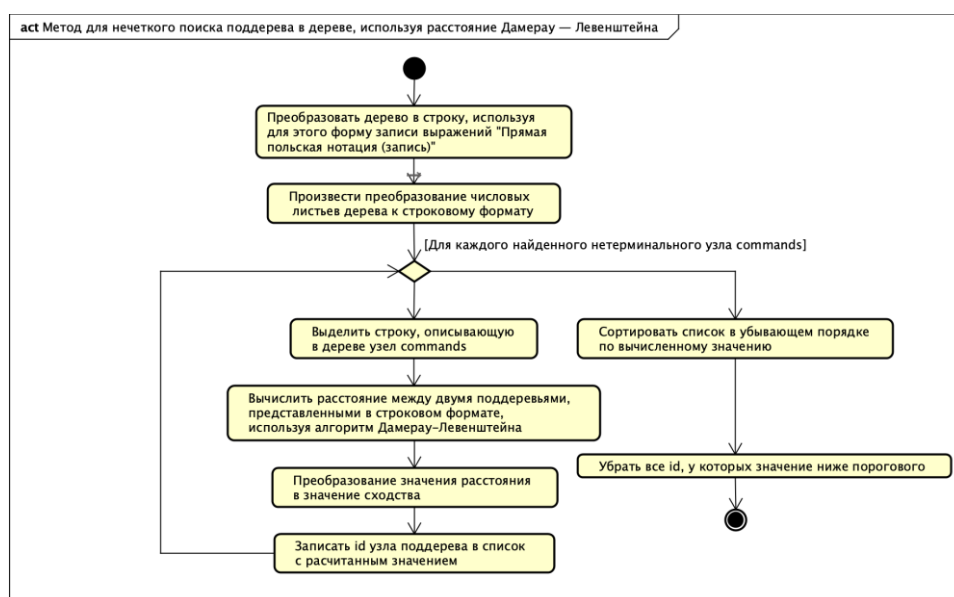 act Метод для нечеткого поиска поддерева в дереве, используя расстояние Дамерау — Левенштейна
Преобразовать дерево в строку, используя
для этого форму записи выражений "Прямая
польская нотация (запись)"
Произвести преобразование числовых
листьев дерева к строковому формату
[Для каждого найденного нетерминального узла commands]
Выделить строку, описывающую
в дереве узел commands
Вычислить расстояние между двумя поддеревьями,
представленными в строковом формате,
используя алгоритм Дамерау-Левенштейна
Преобразование значения расстояния
в значение сходства
Записать id узла поддерева в список
с расчитанным значением
Сортировать список в убывающем порядке
по вычисленному значению
Убрать все id, у которых значение ниже порогового